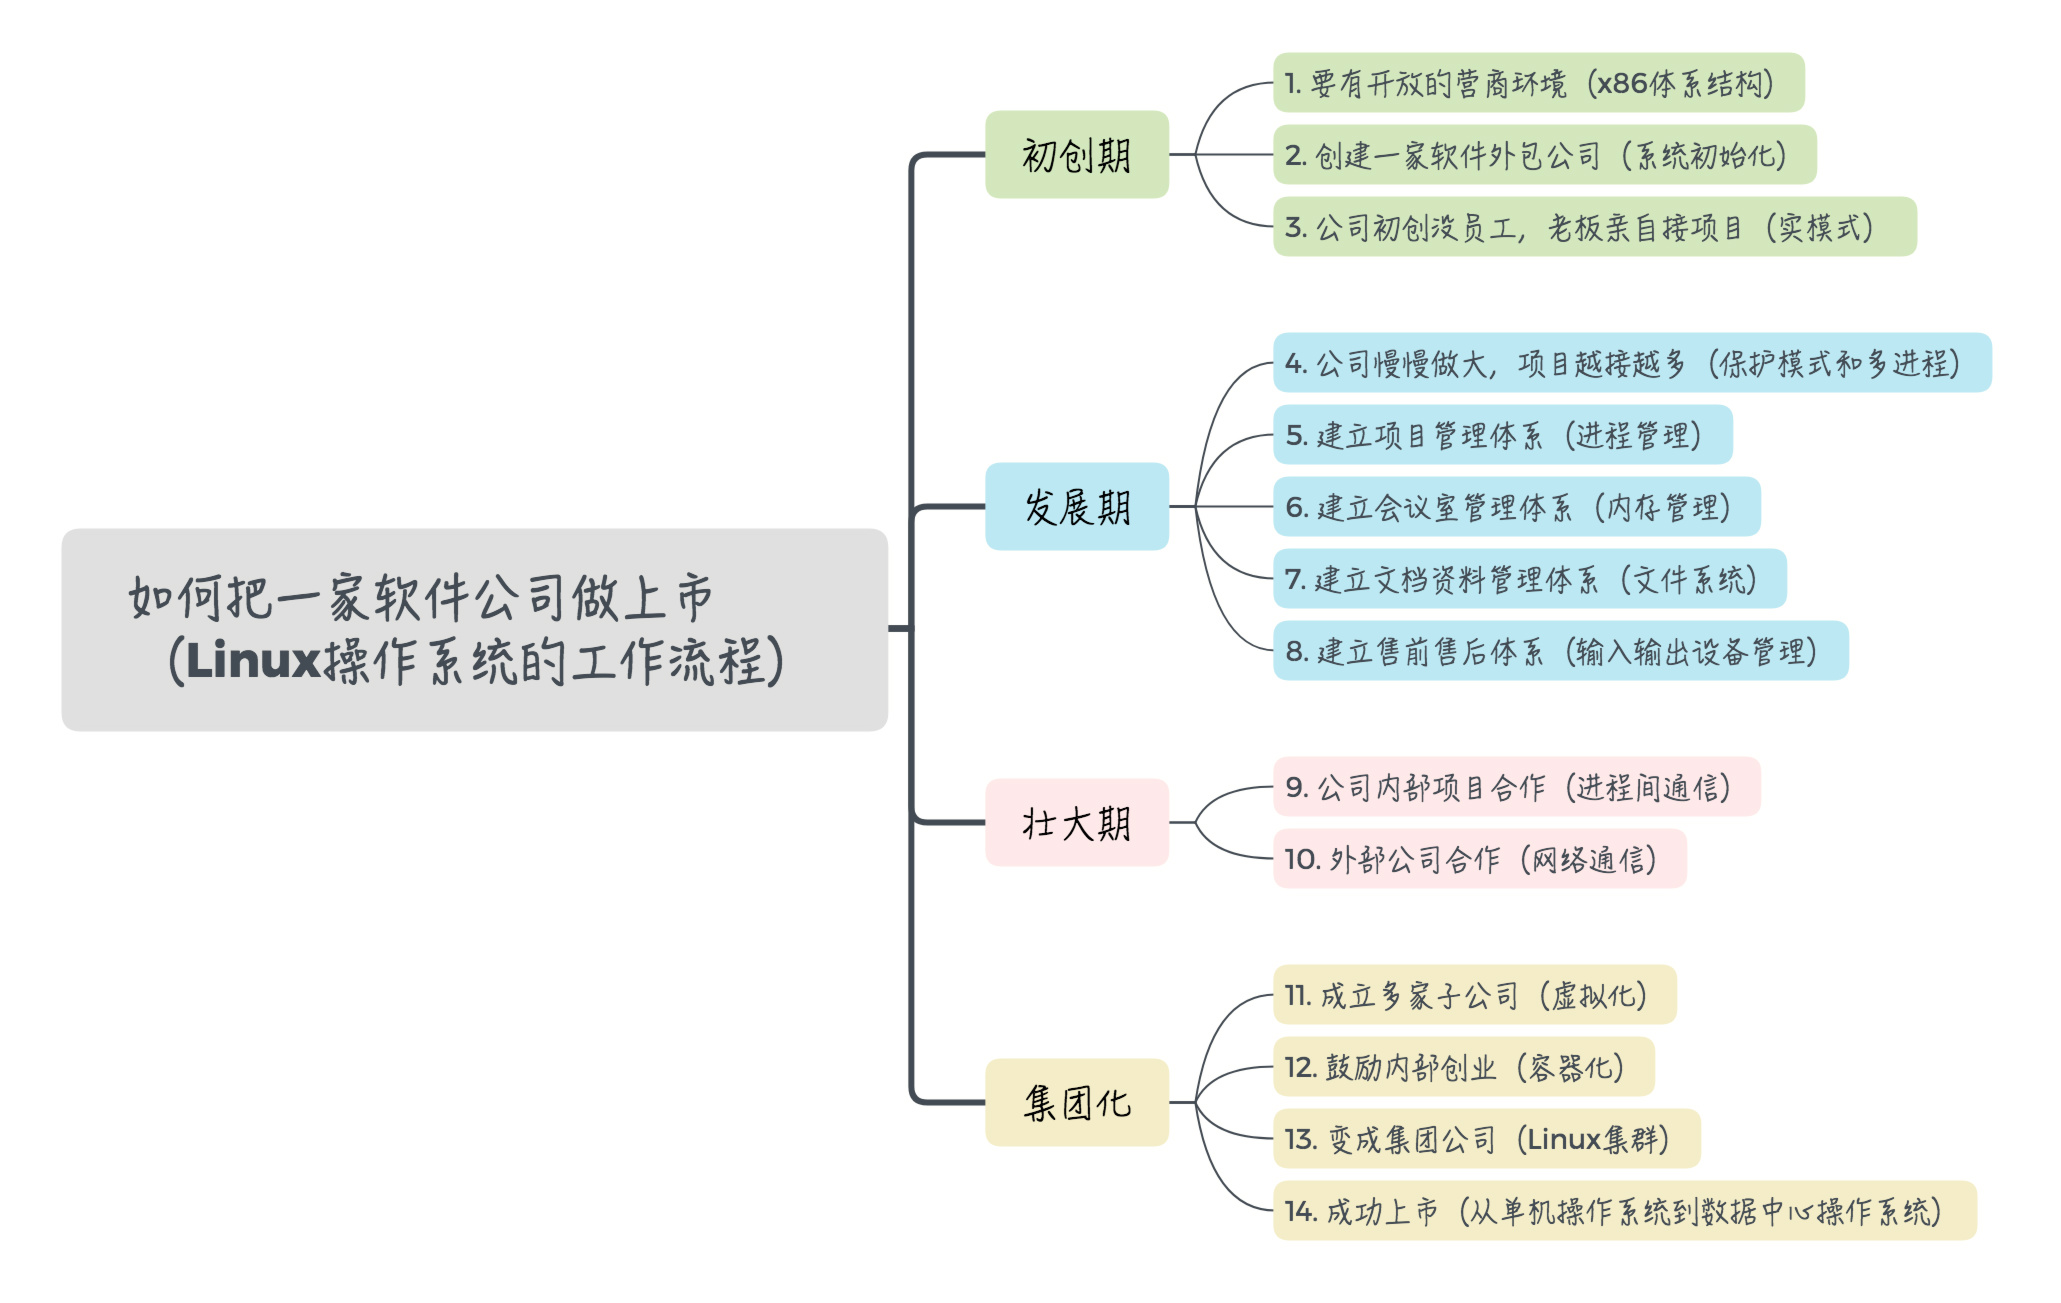 如何把一家软件公司做上市
（Linux操作系统的工作流程）
初创期
1. 要有开放的营商环境（x86体系结构）
2. 创建一家软件外包公司（系统初始化）
3. 公司初创没员工，老板亲自接项目（实模式）
发展期
4. 公司慢慢做大，项目越接越多（保护模式和多进程）
5. 建立项目管理体系（进程管理）
6. 建立会议室管理体系（内存管理）
7. 建立文档资料管理体系（文件系统）
8. 建立售前售后体系（输入输出设备管理）
壮大期
9. 公司内部项目合作（进程间通信）
10. 外部公司合作（网络通信）
集团化
11. 成立多家子公司（虚拟化）
12. 鼓励内部创业（容器化）
13. 变成集团公司（Linux集群）
14. 成功上市（从单机操作系统到数据中心操作系统）